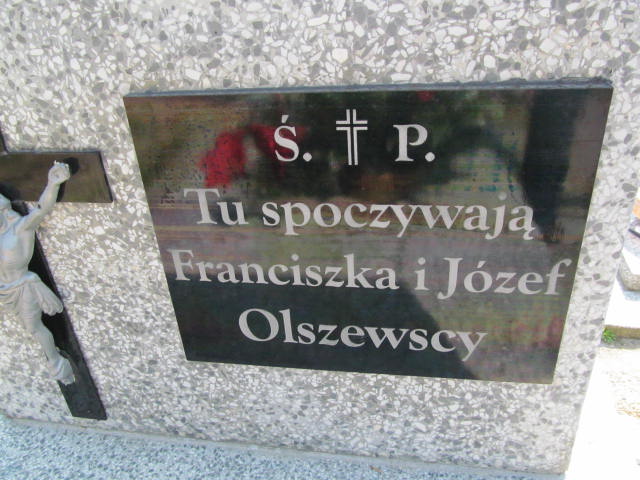 Ś. ✝ P.
Tu spoczywają
Franciszka i Józef
Olszewscy